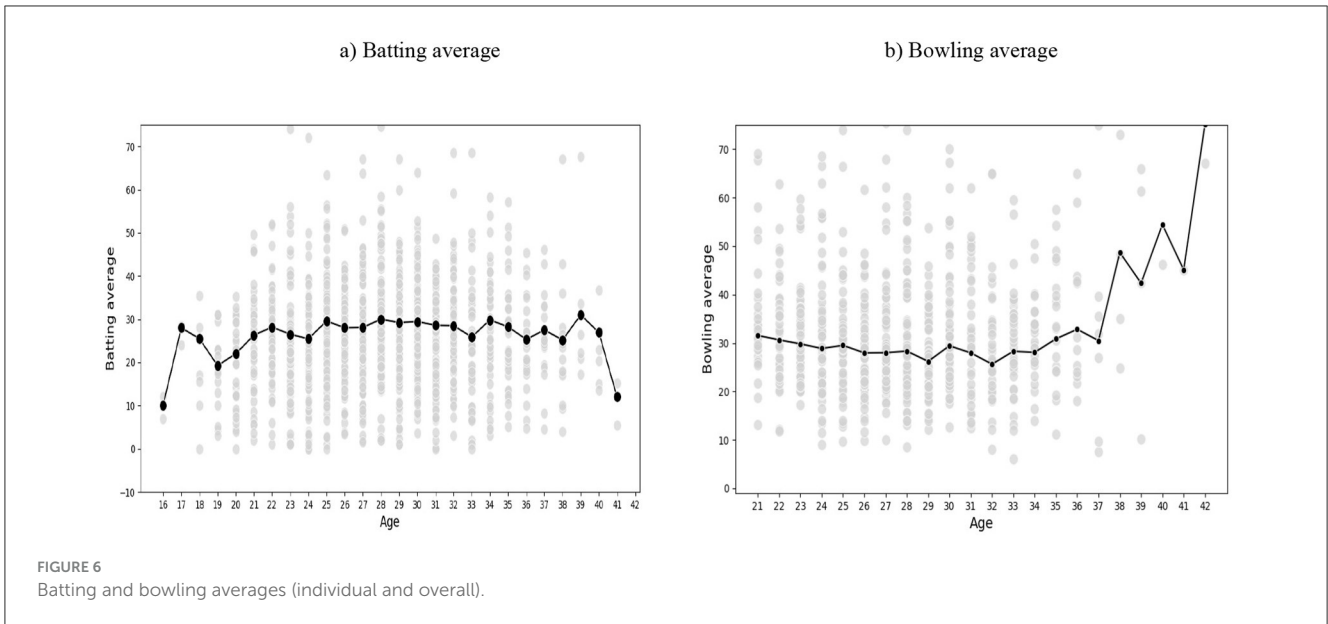 a) Batting average
b) Bowling average
70
60
50
40
30
20
10
0
−10
Batting average
16 17 18 19 20 21 22 23 24 25 26 27 28 29 30 31 32 33 34 35 36 37 38 39 40 41 42
Age
70
60
50
40
30
20
10
0
Bowling average
21 22 23 24 25 26 27 28 29 30 31 32 33 34 35 36 37 38 39 40 41 42
Age
FIGURE 6
Batting and bowling averages (individual and overall).